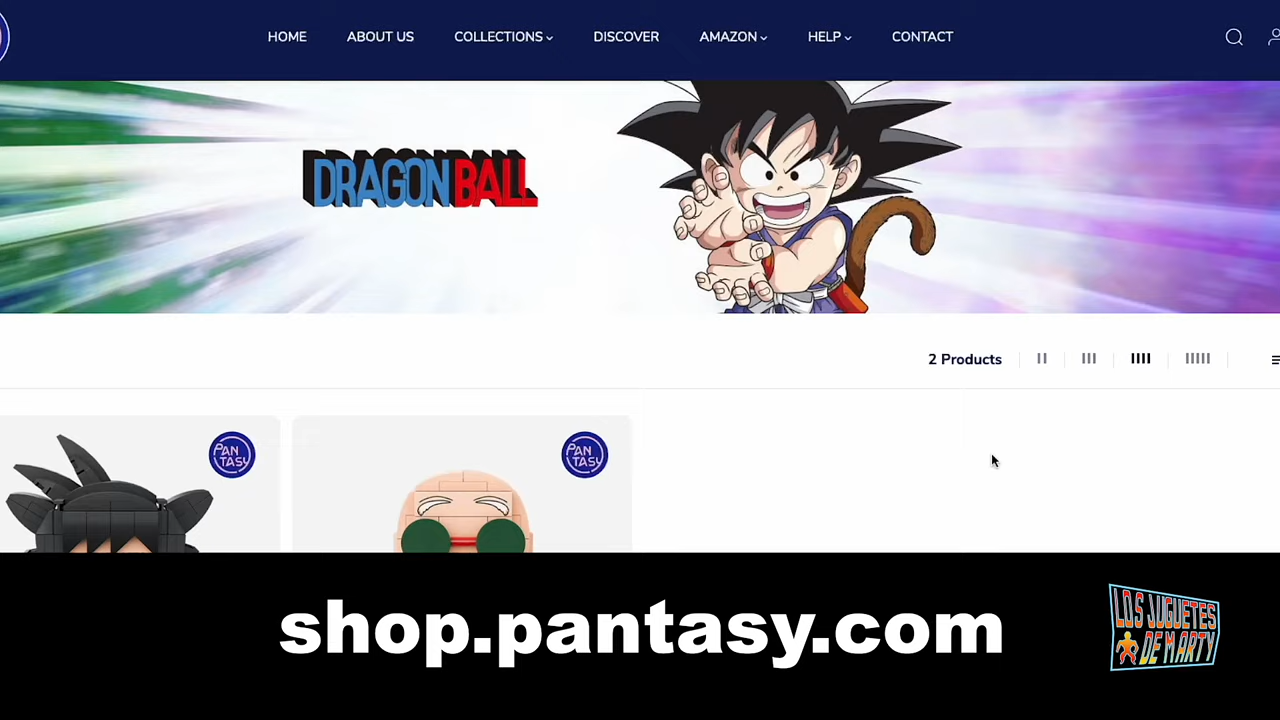 HOME ABOUT US COLLECTIONS DISCOVER AMAZON HELP CONTACT
DRAGON BALL
2 Products
PAN
TASY
PAN
TASY
shop.pantasy.com
LOS JUGUETES
DE MARTY